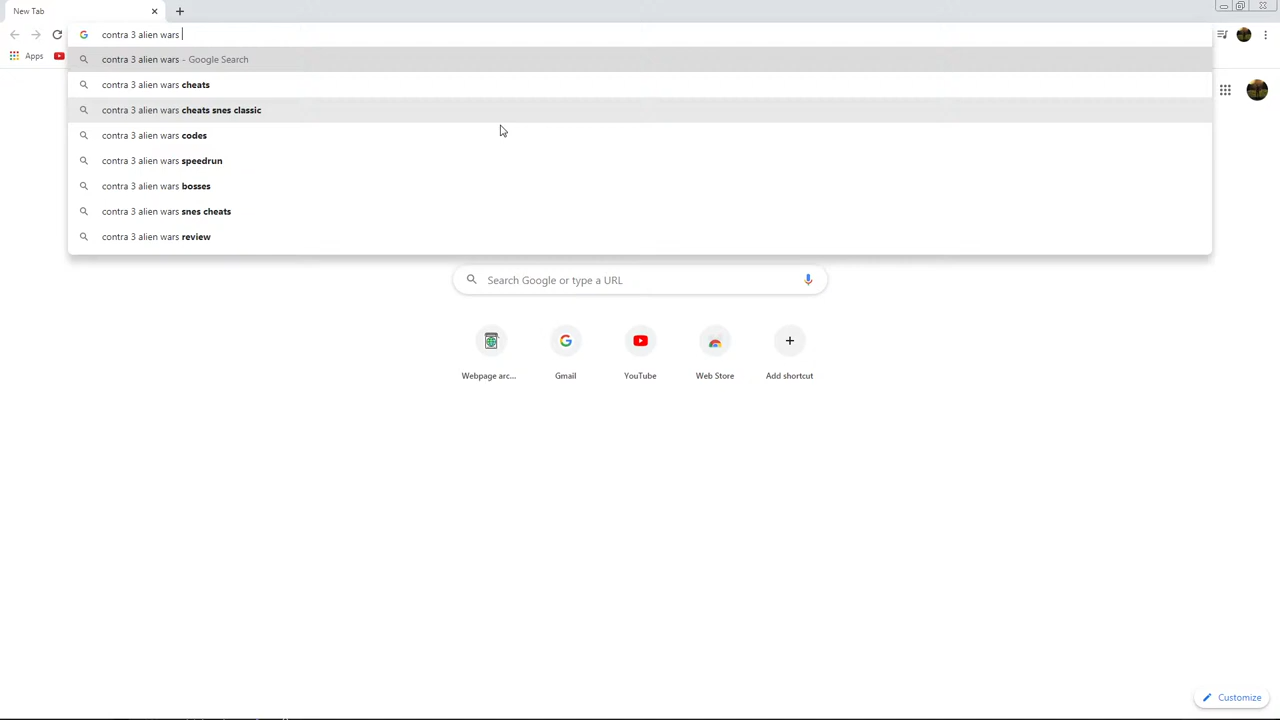 New Tab
contra 3 alien wars
Apps
contra 3 alien wars - Google Search
contra 3 alien wars cheats
contra 3 alien wars cheats snes classic
contra 3 alien wars codes
contra 3 alien wars speedrun
contra 3 alien wars bosses
contra 3 alien wars snes cheats
contra 3 alien wars review
Search Google or type a URL
Webpage arc... Gmail YouTube Web Store Add shortcut
Customize